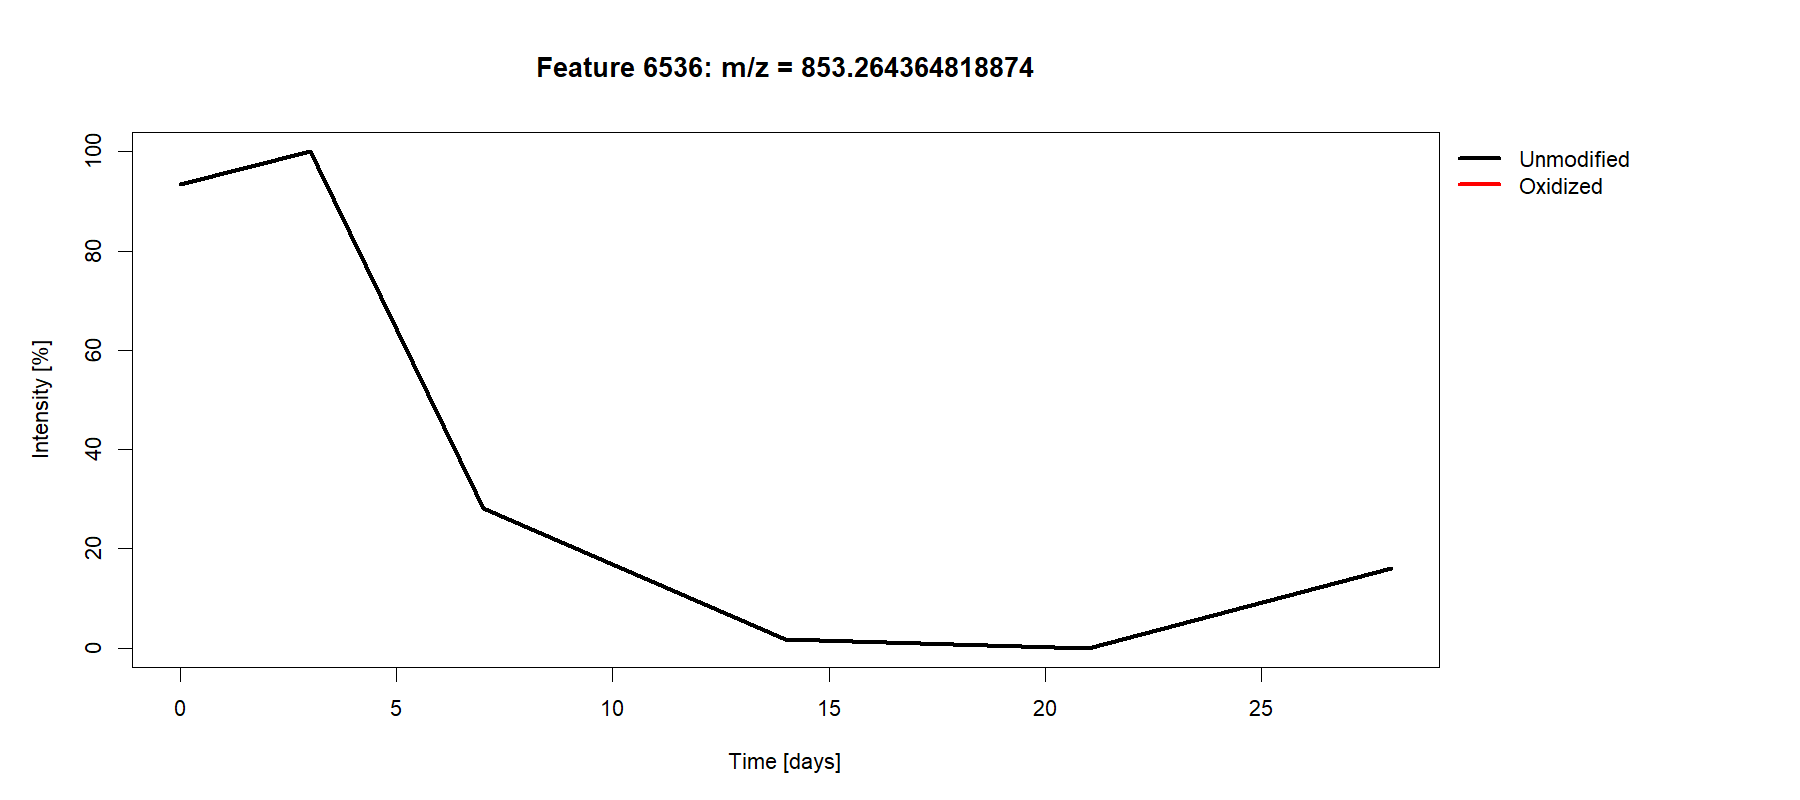 Feature 6536: m/z = 853.264364818874
Unmodified
Oxidized
Intensity [%]
100
80
60
40
20
0
0 5 10 15 20 25
Time [days]